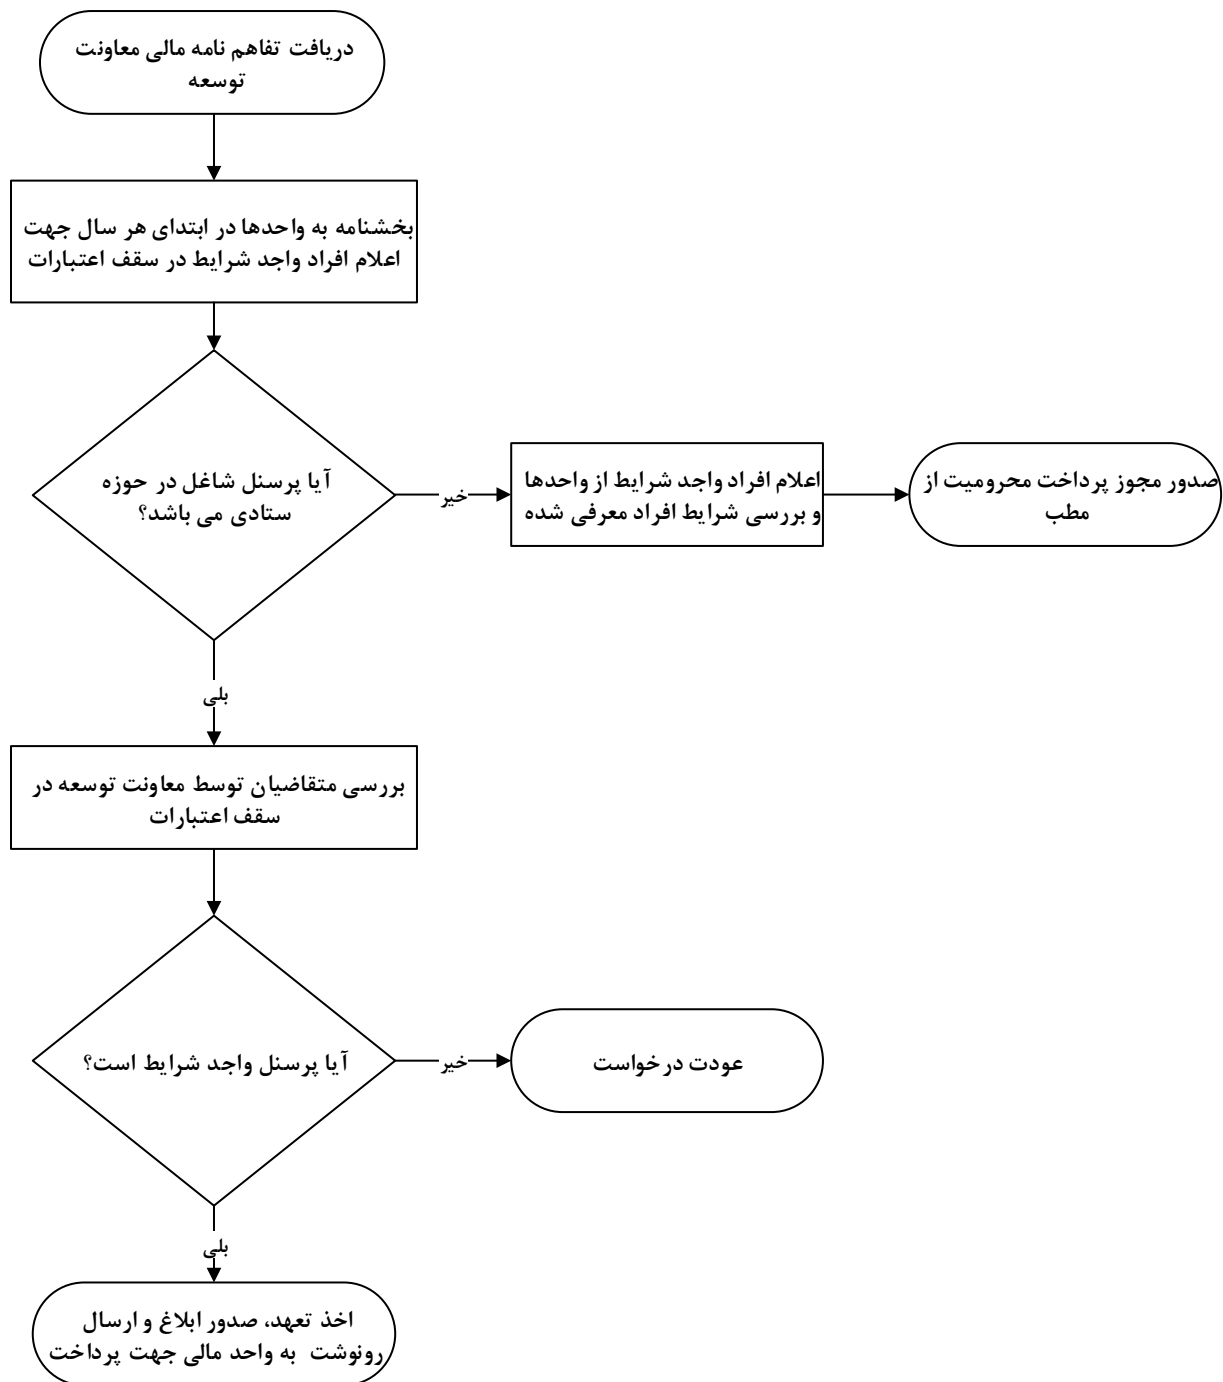 دریافت تفاهم نامه مالی معاونت
توسعه
بخشنامه به واحدها در ابتدای هر سال جهت
اعلام افراد واجد شرایط در سقف اعتبارات
آیا پرسنل شاغل در حوزه
ستادی می باشد؟
خیر
اعلام افراد واجد شرایط از واحدها
و بررسی شرایط افراد معرفی شده
صدور مجوز پرداخت محرومیت از
مطب
بلی
بررسی متقاضیان توسط معاونت توسعه در
سقف اعتبارات
آیا پرسنل واجد شرایط است؟
خیر
عودت درخواست
بلی
اخذ تعهد، صدور ابلاغ و ارسال
رونوشت به واحد مالی جهت پرداخت